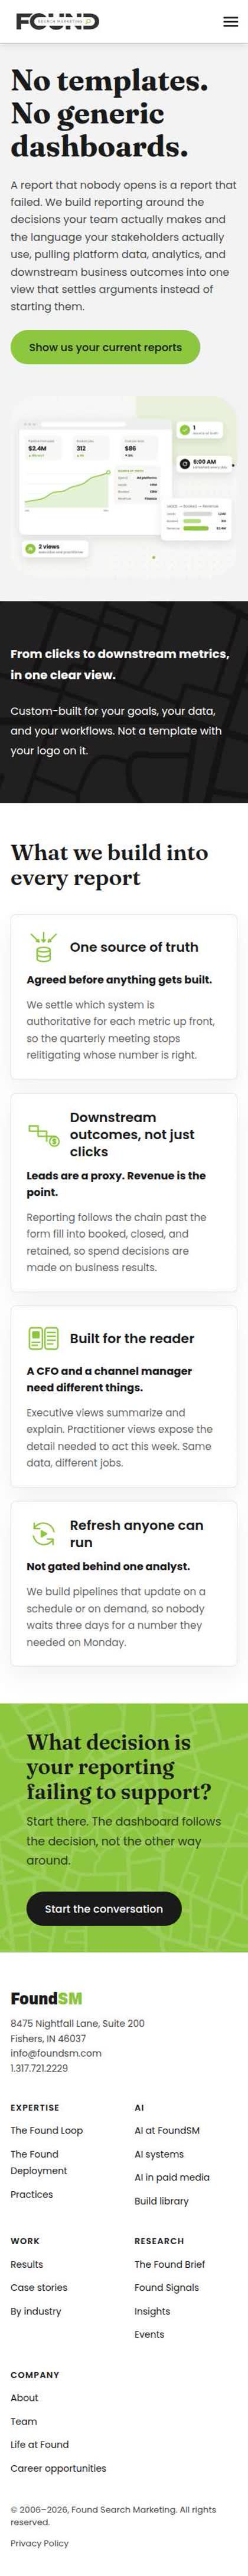 FOUND
SEARCH MARKETING
No templates.
No generic
dashboards.
A report that nobody opens is a report that
failed. We build reporting around the
decisions your team actually makes and
the language your stakeholders actually
use, pulling platform data, analytics, and
downstream business outcomes into one
view that settles arguments instead of
starting them.
Show us your current reports
$2.4M
312
$86
1
6:00 AM
2 views
From clicks to downstream metrics,
in one clear view.
Custom-built for your goals, your data,
and your workflows. Not a template with
your logo on it.
What we build into
every report
One source of truth
Agreed before anything gets built.
We settle which system is
authoritative for each metric up front,
so the quarterly meeting stops
relitigating whose number is right.
Downstream
outcomes, not just
clicks
Leads are a proxy. Revenue is the
point.
Reporting follows the chain past the
form fill into booked, closed, and
retained, so spend decisions are
made on business results.
Built for the reader
A CFO and a channel manager
need different things.
Executive views summarize and
explain. Practitioner views expose the
detail needed to act this week. Same
data, different jobs.
Refresh anyone can
run
Not gated behind one analyst.
We build pipelines that update on a
schedule or on demand, so nobody
waits three days for a number they
needed on Monday.
What decision is
your reporting
failing to support?
Start there. The dashboard follows
the decision, not the other way
around.
Start the conversation
FoundSM
8475 Nightfall Lane, Suite 200
Fishers, IN 46037
info@foundsm.com
1.317.721.2229
EXPERTISE
The Found Loop
The Found
Deployment
Practices
AI
AI at FoundSM
AI systems
AI in paid media
Build library
WORK
Results
Case stories
By industry
RESEARCH
The Found Brief
Found Signals
Insights
Events
COMPANY
About
Team
Life at Found
Career opportunities
© 2006–2026, Found Search Marketing. All rights
reserved.
Privacy Policy